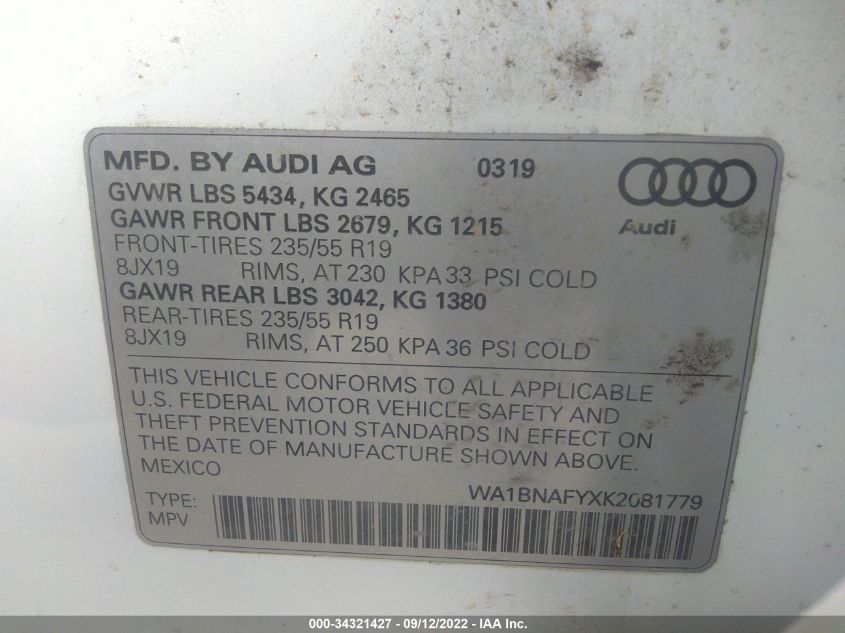 MFD. BY AUDI AG 0319
GVWR LBS 5434, KG 2465
GAWR FRONT LBS 2679, KG 1215
Audi
FRONT-TIRES 235/55 R19
8JX19 RIMS, AT 230 KPA 33 PSI COLD
GAWR REAR LBS 3042, KG 1380
REAR-TIRES 235/55 R19
8JX19 RIMS, AT 250 KPA 36 PSI COLD
THIS VEHICLE CONFORMS TO ALL APPLICABLE
U.S. FEDERAL MOTOR VEHICLE SAFETY AND
THEFT PREVENTION STANDARDS IN EFFECT ON
THE DATE OF MANUFACTURE SHOWN ABOVE.
MEXICO
WA1BNAFYXK2081779
TYPE:
MPV
000-34321427 - 09/12/2022 - IAA Inc.